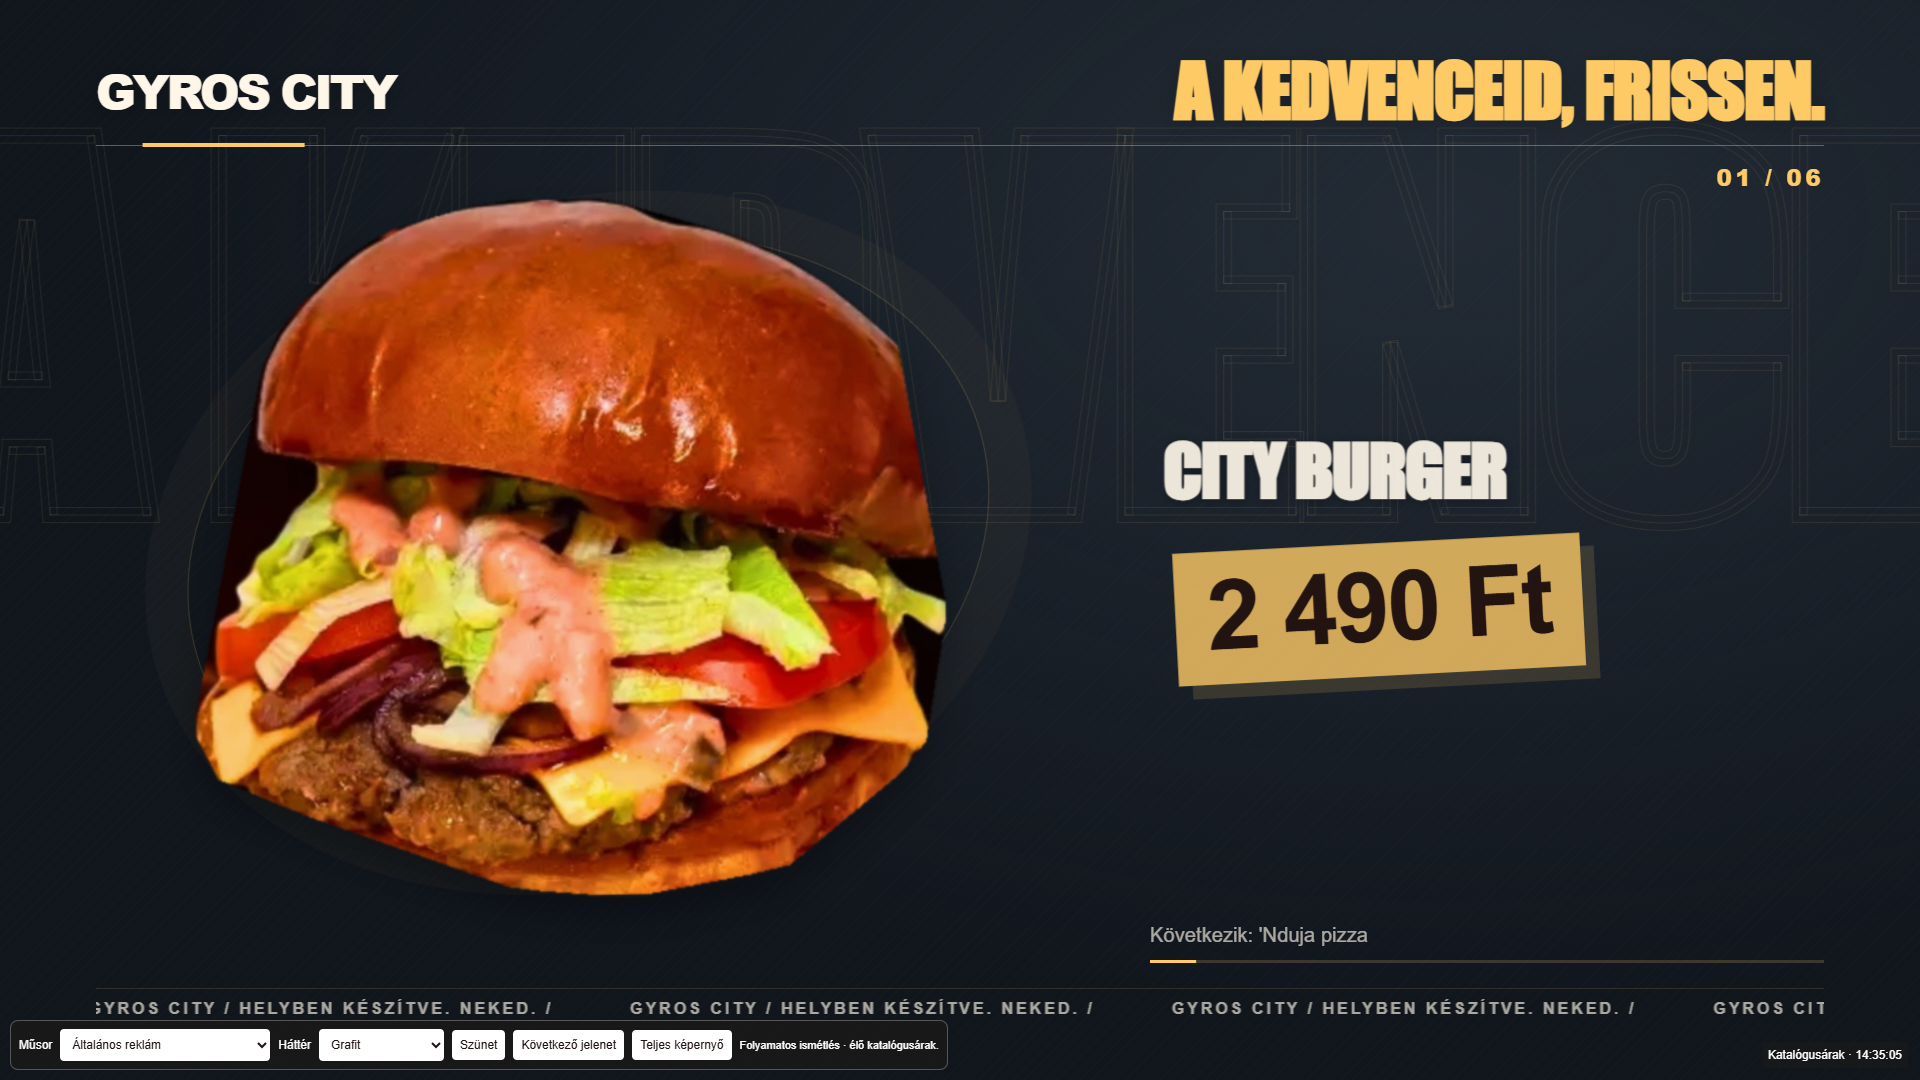 GYROS CITY
A KEDVENCEID, FRISSEN.
01 / 06
CITY BURGER
2 490 Ft
Következik: 'Nduja pizza
GYROS CITY / HELYBEN KÉSZÍTVE. NEKED. / GYROS CITY / HELYBEN KÉSZÍTVE. NEKED. / GYROS CITY / HELYBEN KÉSZÍTVE. NEKED. / GYROS CIT
Műsor Általános reklám Háttér Grafit Szünet Következő jelenet Teljes képernyő Folyamatos ismétlés · élő katalógusárak.
Katalógusárak · 14:35:05